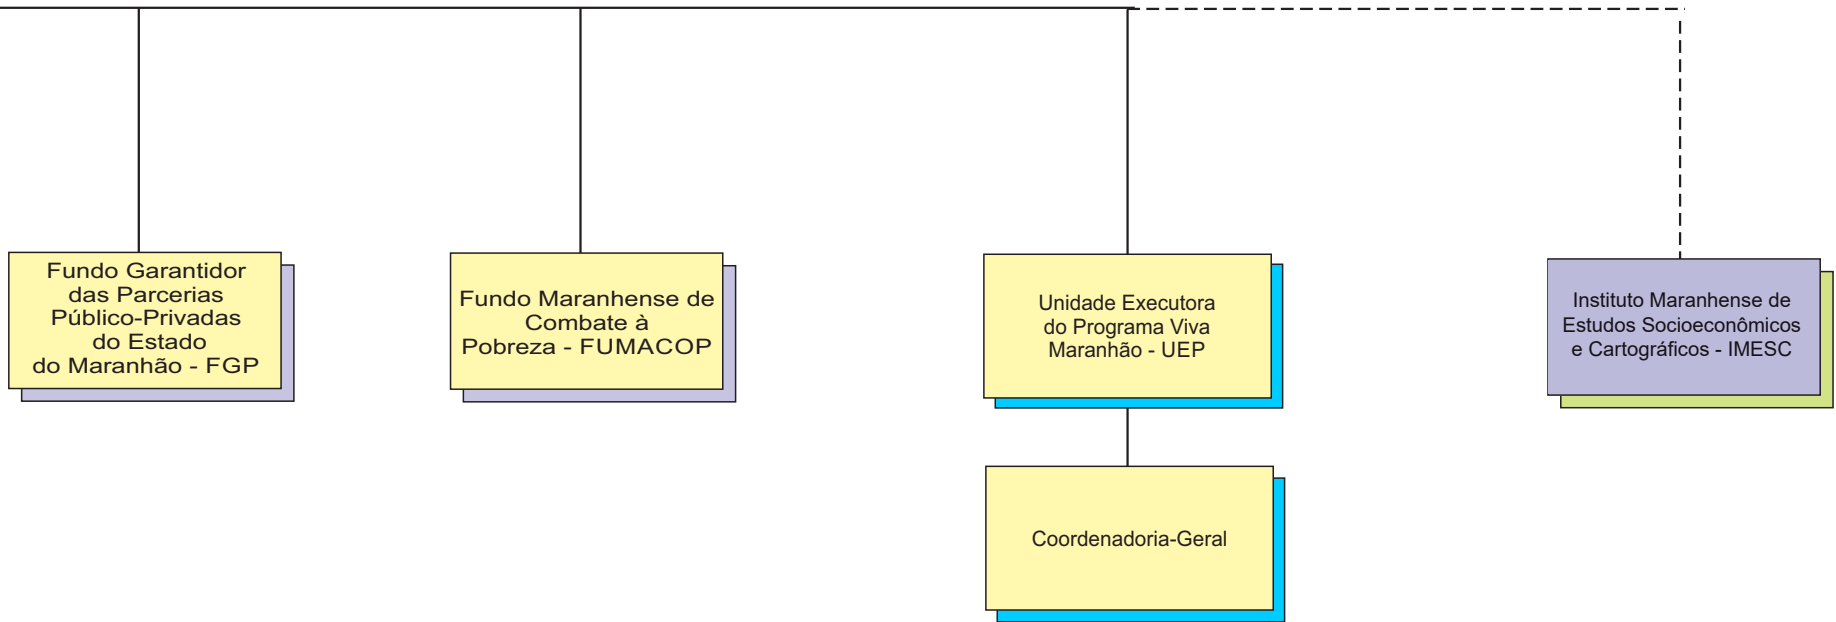 Fundo Garantidor
das Parcerias
Público-Privadas
do Estado
do Maranhão - FGP
Fundo Maranhense de
Combate à
Pobreza - FUMACOP
Unidade Executora
do Programa Viva
Maranhão - UEP
Instituto Maranhense de
Estudos Socioeconômicos
e Cartográficos - IMESC
Coordenadoria-Geral